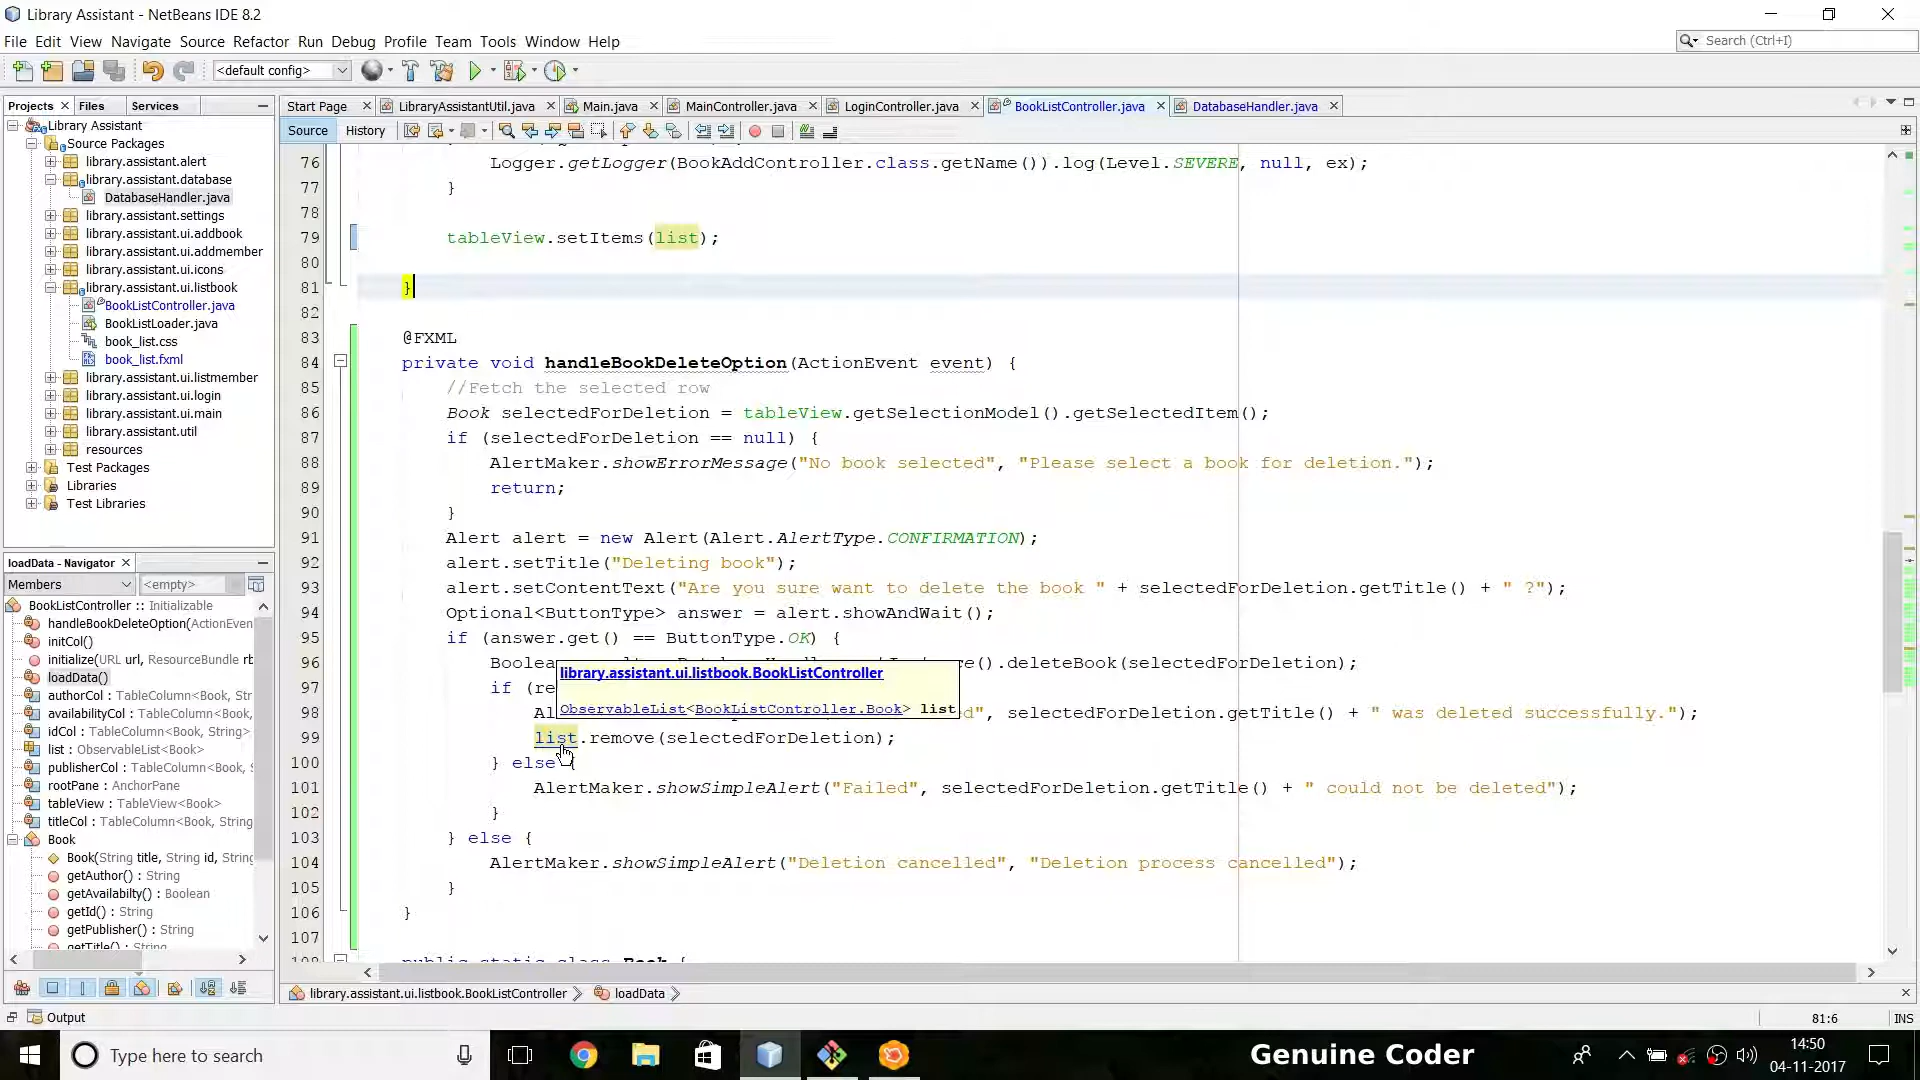 Library Assistant - NetBeans IDE 8.2
File Edit View Navigate Source Refactor Run Debug Profile Team Tools Window Help
Search (Ctrl+I)
<default config>
Projects Files Services
Start Page LibraryAssistantUtil.java Main.java MainController.java LoginController.java BookListController.java DatabaseHandler.java
Source History
Library Assistant
Source Packages
library.assistant.alert
library.assistant.database
DatabaseHandler.java
library.assistant.settings
library.assistant.ui.addbook
library.assistant.ui.addmember
library.assistant.ui.icons
library.assistant.ui.listbook
BookListController.java
BookListLoader.java
book_list.css
book_list.fxml
library.assistant.ui.listmember
library.assistant.ui.login
library.assistant.ui.main
library.assistant.util
resources
Test Packages
Libraries
Test Libraries
loadData - Navigator
Members <empty>
BookListController :: Initializable
handleBookDeleteOption(ActionEven
initCol()
initialize(URL url, ResourceBundle rb
loadData()
authorCol : TableColumn<Book, Str
availabilityCol : TableColumn<Book,
idCol : TableColumn<Book, String>
list : ObservableList<Book>
publisherCol : TableColumn<Book,
rootPane : AnchorPane
tableView : TableView<Book>
titleCol : TableColumn<Book, String
Book
Book(String title, String id, String
getAuthor() : String
getAvailabilty() : Boolean
getId() : String
getPublisher() : String
getTitle() : String
76 Logger.getLogger(BookAddController.class.getName()).log(Level.SEVERE, null, ex);
77 }
78
79 tableView.setItems(list);
80
81 }
82
83 @FXML
84 private void handleBookDeleteOption(ActionEvent event) {
85 //Fetch the selected row
86 Book selectedForDeletion = tableView.getSelectionModel().getSelectedItem();
87 if (selectedForDeletion == null) {
88 AlertMaker.showErrorMessage("No book selected", "Please select a book for deletion.");
89 return;
90 }
91 Alert alert = new Alert(Alert.AlertType.CONFIRMATION);
92 alert.setTitle("Deleting book");
93 alert.setContentText("Are you sure want to delete the book " + selectedForDeletion.getTitle() + " ?");
94 Optional<ButtonType> answer = alert.showAndWait();
95 if (answer.get() == ButtonType.OK) {
96 Boolean ce().deleteBook(selectedForDeletion);
library.assistant.ui.listbook.BookListController
97 if (re
ObservableList<BookListController.Book> list
98 Al d", selectedForDeletion.getTitle() + " was deleted successfully.");
99 list.remove(selectedForDeletion);
100 } else {
101 AlertMaker.showSimpleAlert("Failed", selectedForDeletion.getTitle() + " could not be deleted");
102 }
103 } else {
104 AlertMaker.showSimpleAlert("Deletion cancelled", "Deletion process cancelled");
105 }
106 }
107
108 public static class Book {
library.assistant.ui.listbook.BookListController loadData
Output
81:6 INS
Type here to search
Genuine Coder
14:50
04-11-2017